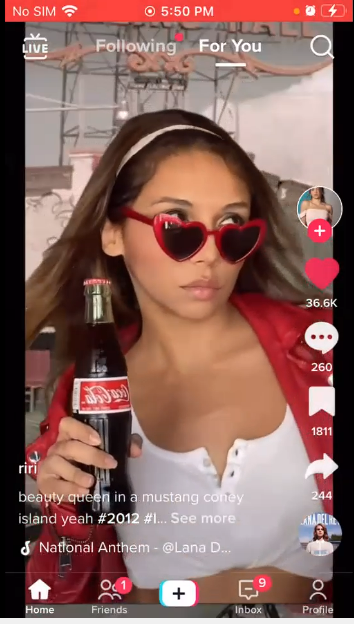 No SIM 5:50 PM
LIVE Following For You
36.6K
260
Coca-Cola
1811
riri
244
beauty queen in a mustang coney
island yeah #2012 #l... See more
National Anthem - @Lana D...
1 9
Home Friends Inbox Profile